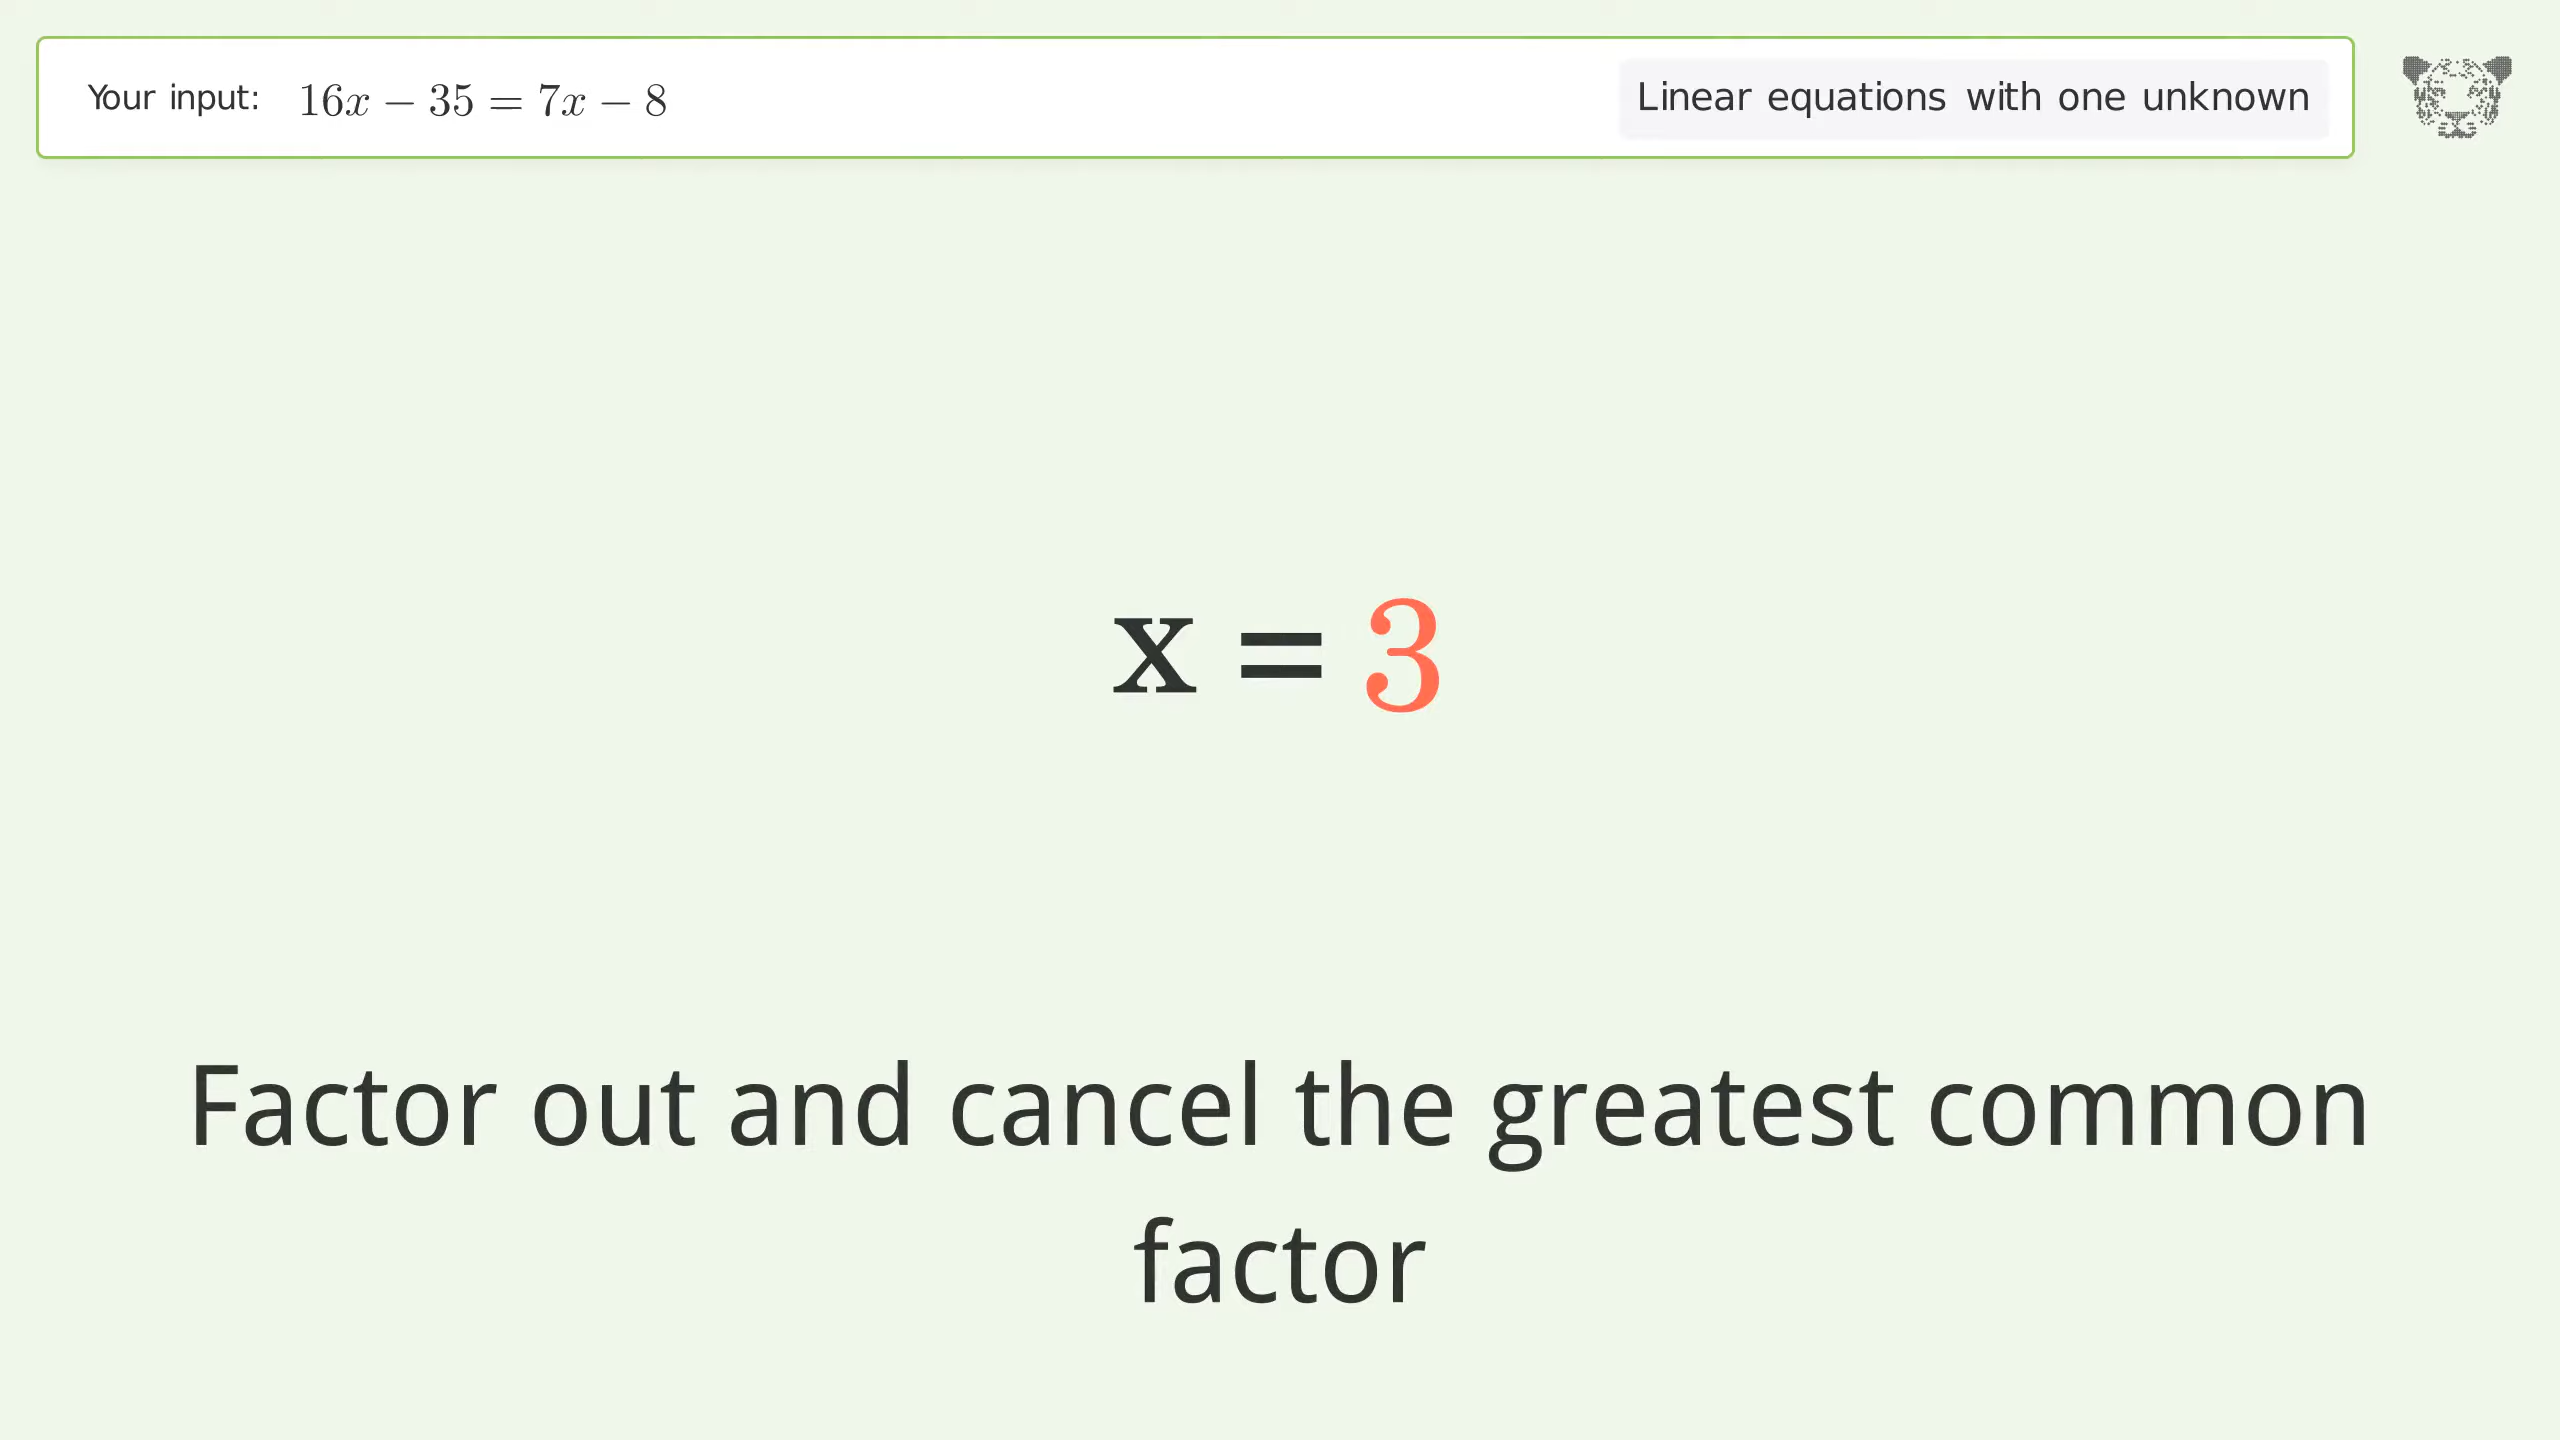 Your input: 16x − 35 = 7x − 8
Linear equations with one unknown
x = 3
Factor out and cancel the greatest common
factor